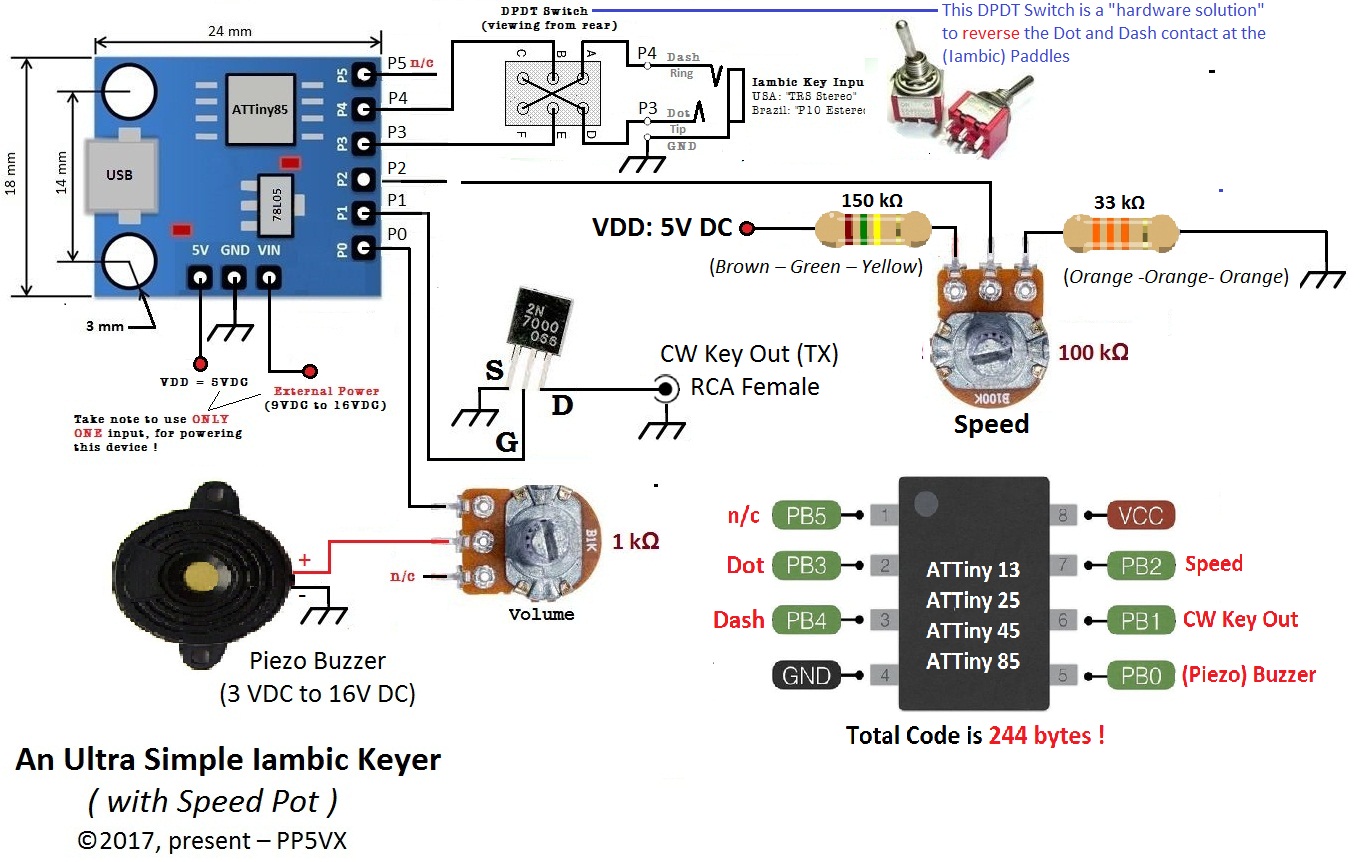 24 mm
18 mm
14 mm
3 mm
ATTiny85
USB
78L05
5V GND VIN
P5
P4
P3
P2
P1
P0
P5 n/c
P4
P3
P2
P1
P0
VDD = 5VDC
External Power
(9VDC to 16VDC)
Take note to use ONLY
ONE input, for powering
this device !
DPDT Switch
(viewing from rear)
C B A
F E D
P4 Dash
Ring
P3 Dot
Tip
GND
Iambic Key Inpu
USA: "TRS Stereo"
Brazil: "P10 Estereo
This DPDT Switch is a "hardware solution"
to reverse the Dot and Dash contact at the
(Iambic) Paddles
VDD: 5V DC
150 kΩ
(Brown – Green – Yellow)
33 kΩ
(Orange -Orange- Orange)
B100K
100 kΩ
Speed
2N
7000
S
D
G
CW Key Out (TX)
RCA Female
B1K
1 kΩ
n/c
Volume
+
-
Piezo Buzzer
(3 VDC to 16V DC)
n/c PB5 1
Dot PB3 2
Dash PB4 3
GND 4
ATTiny 13
ATTiny 25
ATTiny 45
ATTiny 85
8 VCC
7 PB2 Speed
6 PB1 CW Key Out
5 PB0 (Piezo) Buzzer
Total Code is 244 bytes !
An Ultra Simple Iambic Keyer
( with Speed Pot )
©2017, present – PP5VX